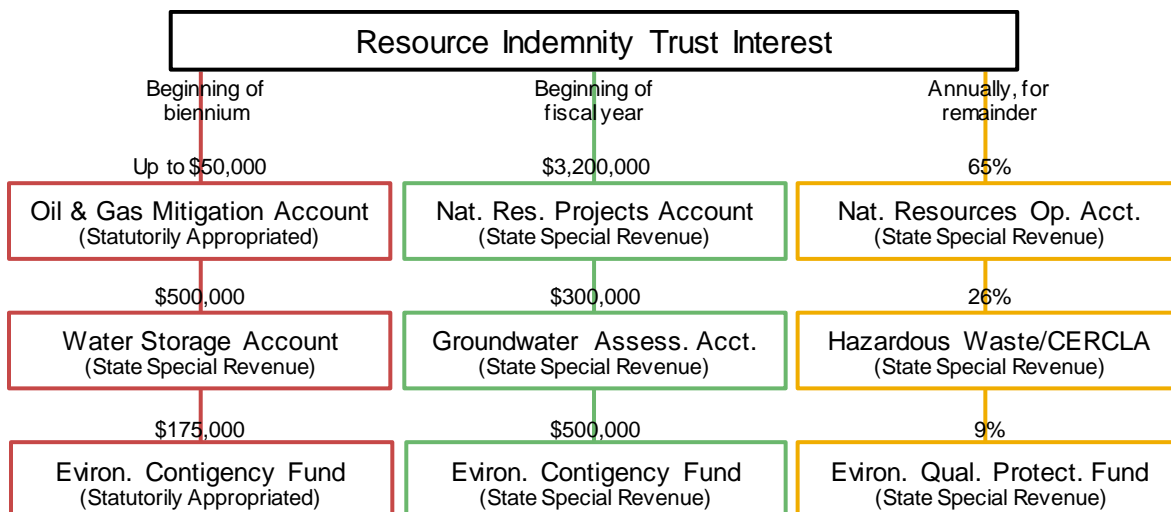 Resource Indemnity Trust Interest
Beginning of
biennium
Beginning of
fiscal year
Annually, for
remainder
Up to $50,000
$3,200,000
65%
Oil & Gas Mitigation Account
(Statutorily Appropriated)
Nat. Res. Projects Account
(State Special Revenue)
Nat. Resources Op. Acct.
(State Special Revenue)
$500,000
$300,000
26%
Water Storage Account
(State Special Revenue)
Groundwater Assess. Acct.
(State Special Revenue)
Hazardous Waste/CERCLA
(State Special Revenue)
$175,000
$500,000
9%
Eviron. Contigency Fund
(Statutorily Appropriated)
Eviron. Contigency Fund
(State Special Revenue)
Eviron. Qual. Protect. Fund
(State Special Revenue)